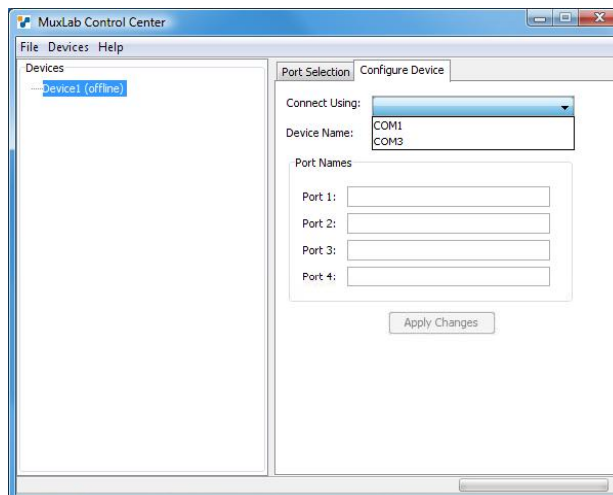 MuxLab Control Center
File Devices Help
Devices
Device1 (offline)
Port Selection Configure Device
Connect Using:
COM1
COM3
Device Name:
Port Names
Port 1:
Port 2:
Port 3:
Port 4:
Apply Changes